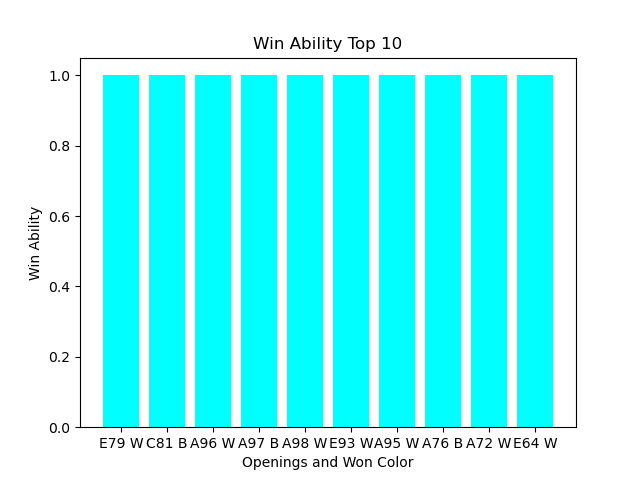 Win Ability Top 10
Win Ability
1.0
0.8
0.6
0.4
0.2
0.0
E79 W C81 B A96 W A97 B A98 W E93 W A95 W A76 B A72 W E64 W
Openings and Won Color